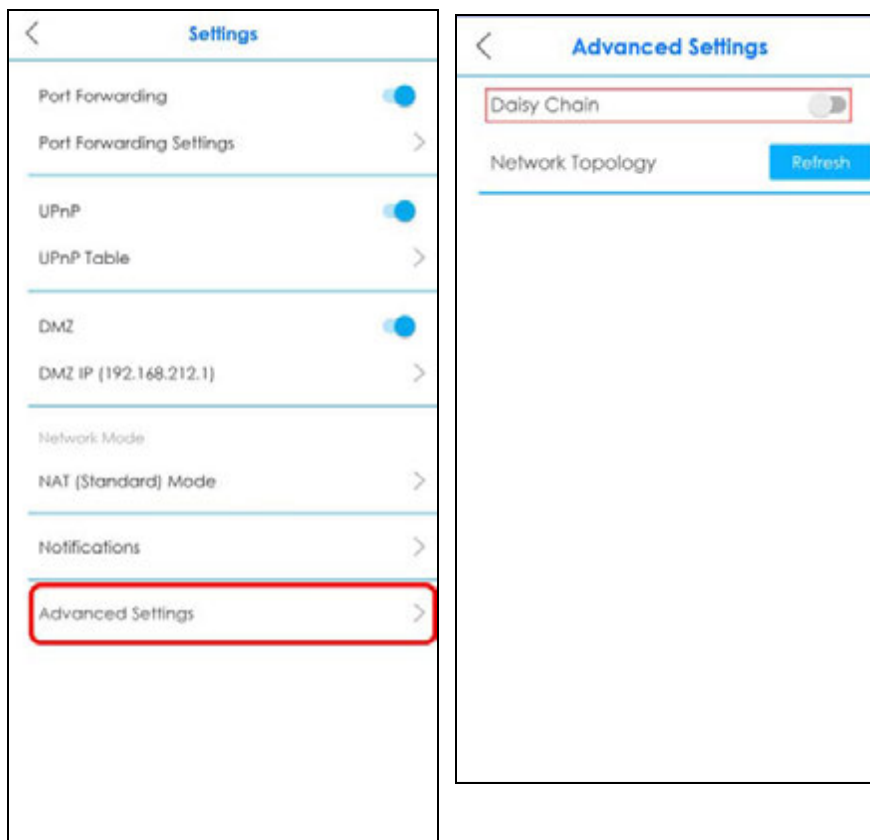 Settings
Port Forwarding
Port Forwarding Settings
UPnP
UPnP Table
DMZ
DMZ IP (192.168.212.1)
Network Mode
NAT (Standard) Mode
Notifications
Advanced Settings
Advanced Settings
Daisy Chain
Network Topology
Refresh